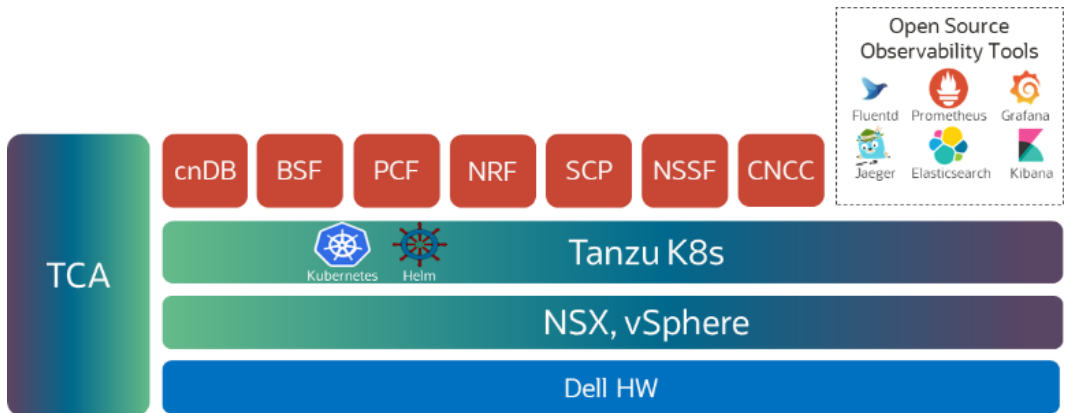 Open Source
Observability Tools
Fluentd Prometheus Grafana
Jaeger Elasticsearch Kibana
TCA
cnDB BSF PCF NRF SCP NSSF CNCC
Kubernetes Helm
Tanzu K8s
NSX, vSphere
Dell HW